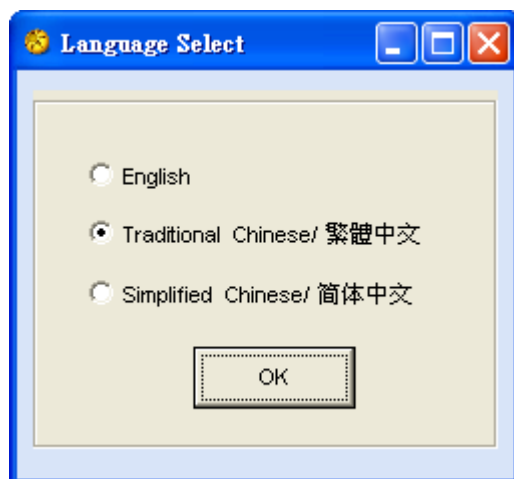 Language Select
English
Traditional Chinese/ 繁體中文
Simplified Chinese/ 简体中文
OK